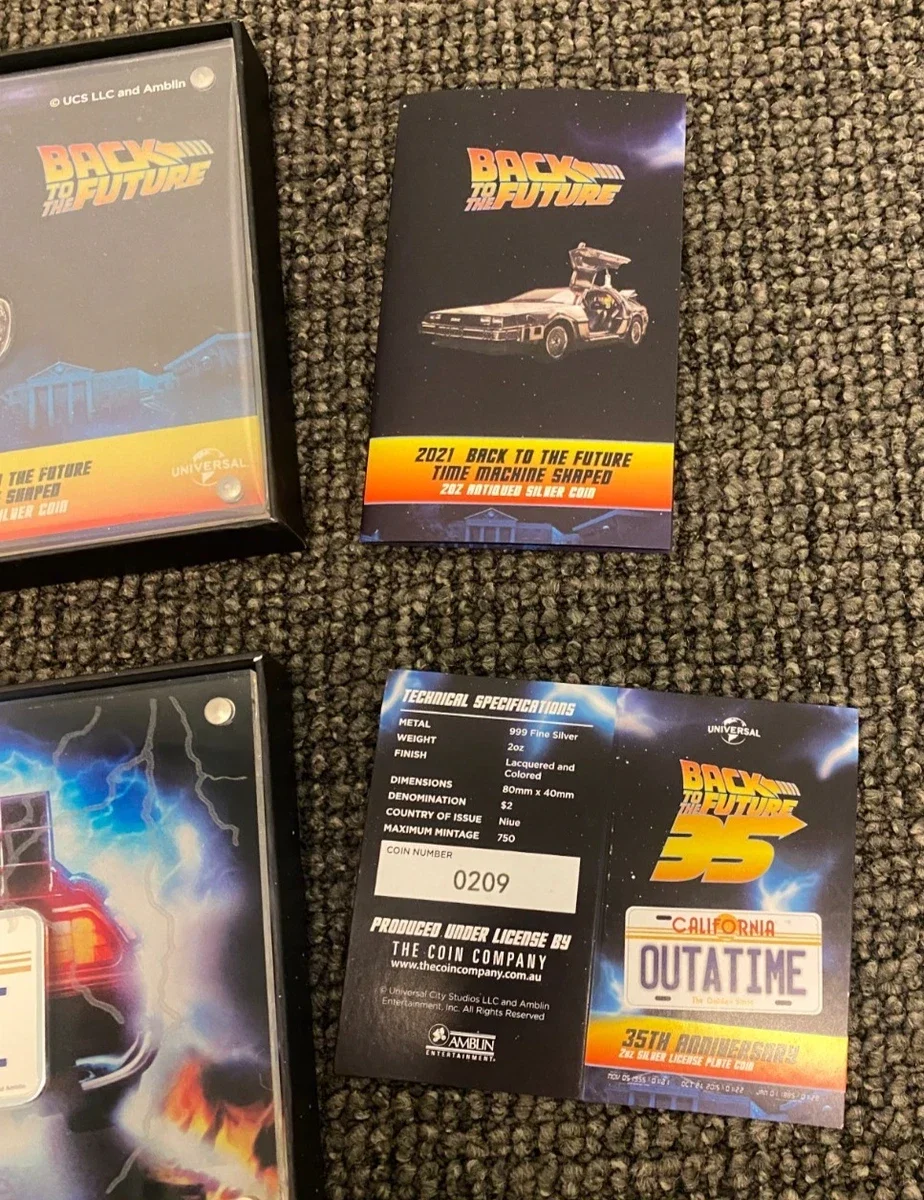 © UCS LLC and Amblin
BACK
TO
THE FUTURE
THE FUTURE
SHAPED
SILVER COIN
UNIVERSAL
BACK
TO
THE FUTURE
2021 BACK TO THE FUTURE
TIME MACHINE SHAPED
2OZ ANTIQUED SILVER COIN
TECHNICAL SPECIFICATIONS
METAL 999 Fine Silver
WEIGHT 2oz
FINISH Lacquered and
Colored
DIMENSIONS 80mm x 40mm
DENOMINATION $2
COUNTRY OF ISSUE Niue
MAXIMUM MINTAGE 750
COIN NUMBER
0209
PRODUCED UNDER LICENSE BY
THE COIN COMPANY
www.thecoincompany.com.au
© Universal City Studios LLC and Amblin
Entertainment, Inc. All Rights Reserved
AMBLIN
ENTERTAINMENT
UNIVERSAL
BACK
TO
THE FUTURE
35
CALIFORNIA
OUTATIME
The Golden State
35TH ANNIVERSARY
2OZ SILVER LICENSE PLATE COIN